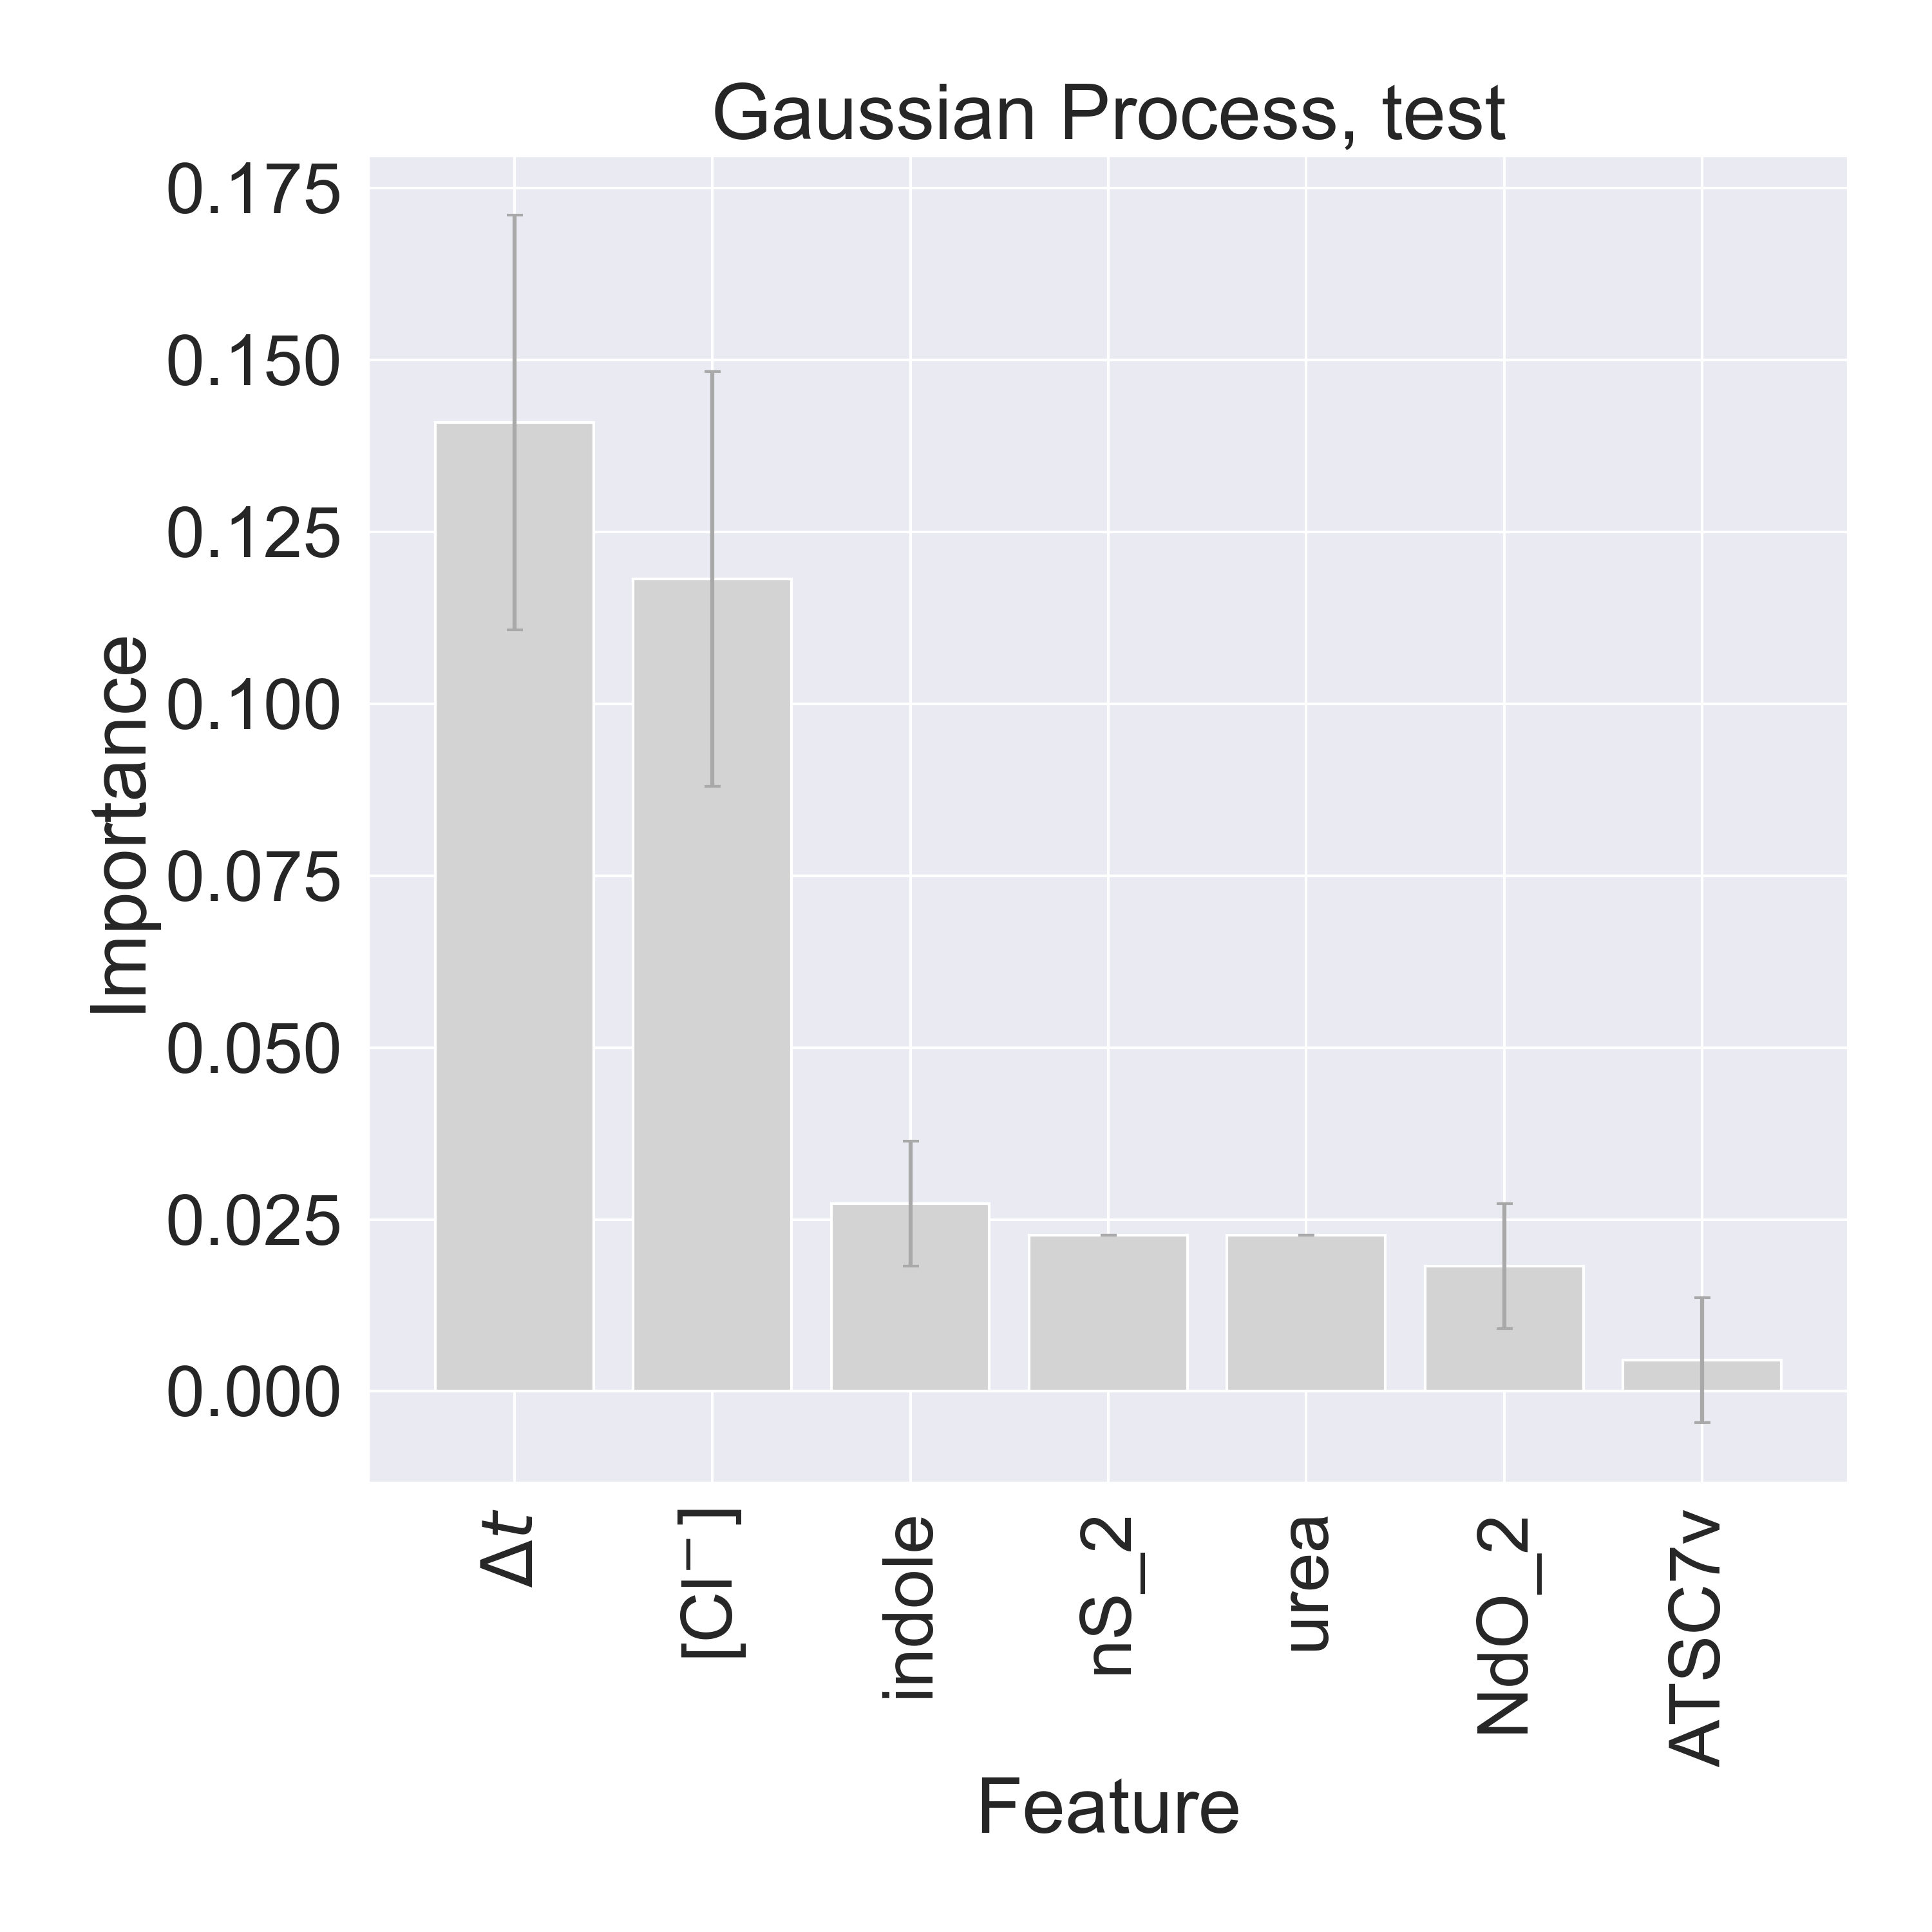 Gaussian Process, test
0.175
0.150
0.125
0.100
0.075
0.050
0.025
0.000
Importance
Δt
[Cl⁻]
indole
nS_2
urea
NdO_2
ATSC7v
Feature